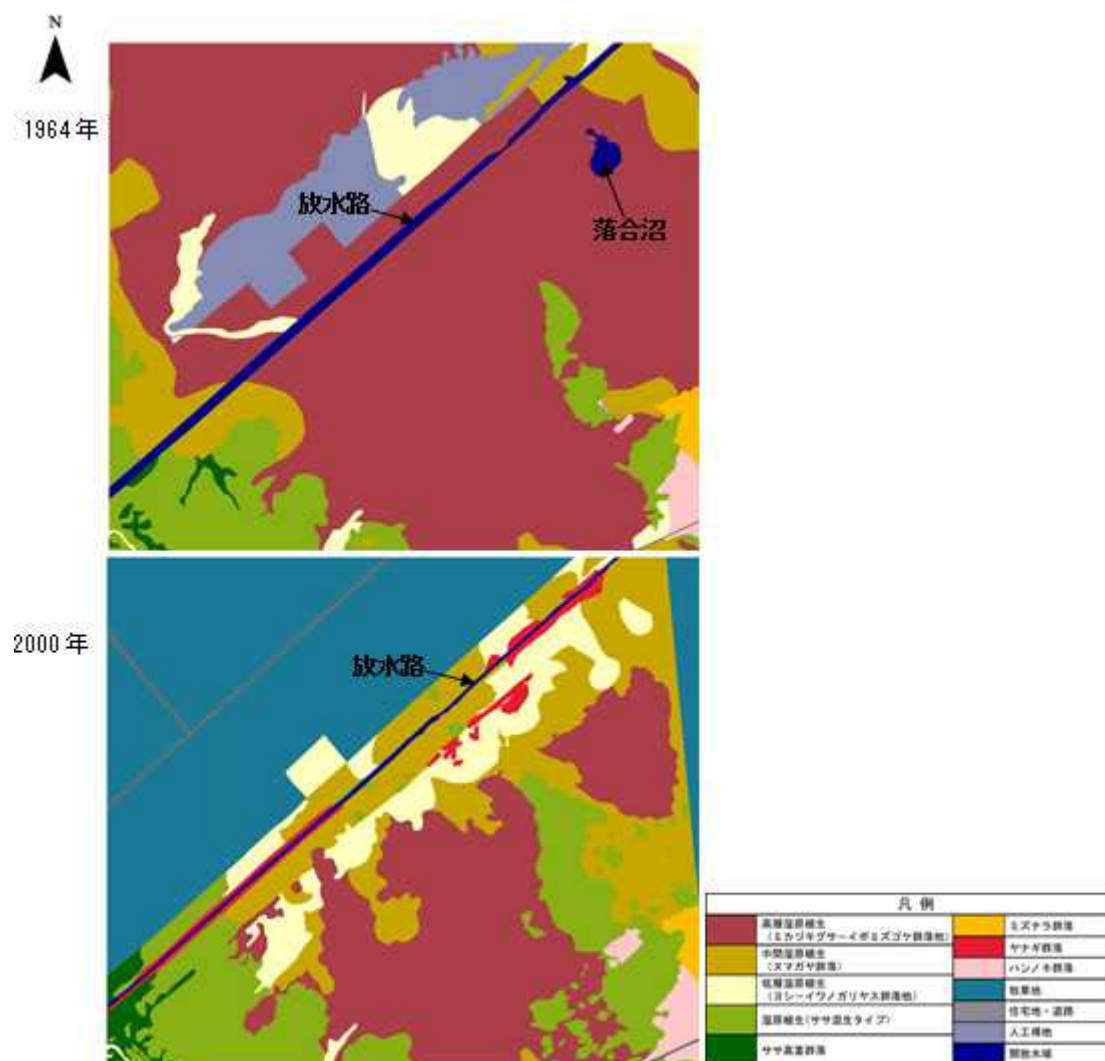 N
1964年
放水路
落合沼
2000年
放水路
凡例
高層湿原植生
(ミカヅキグサーイボミズゴケ群落他)
中間湿原植生
(ヌマガヤ群落)
低層湿原植生
(ヨシーイワノガリヤス群落他)
湿原植生(ササ混生タイプ)
ササ高茎群落
ミズナラ群落
ヤナギ群落
ハンノキ群落
牧草地
住宅地・道路
人工裸地
開放水域